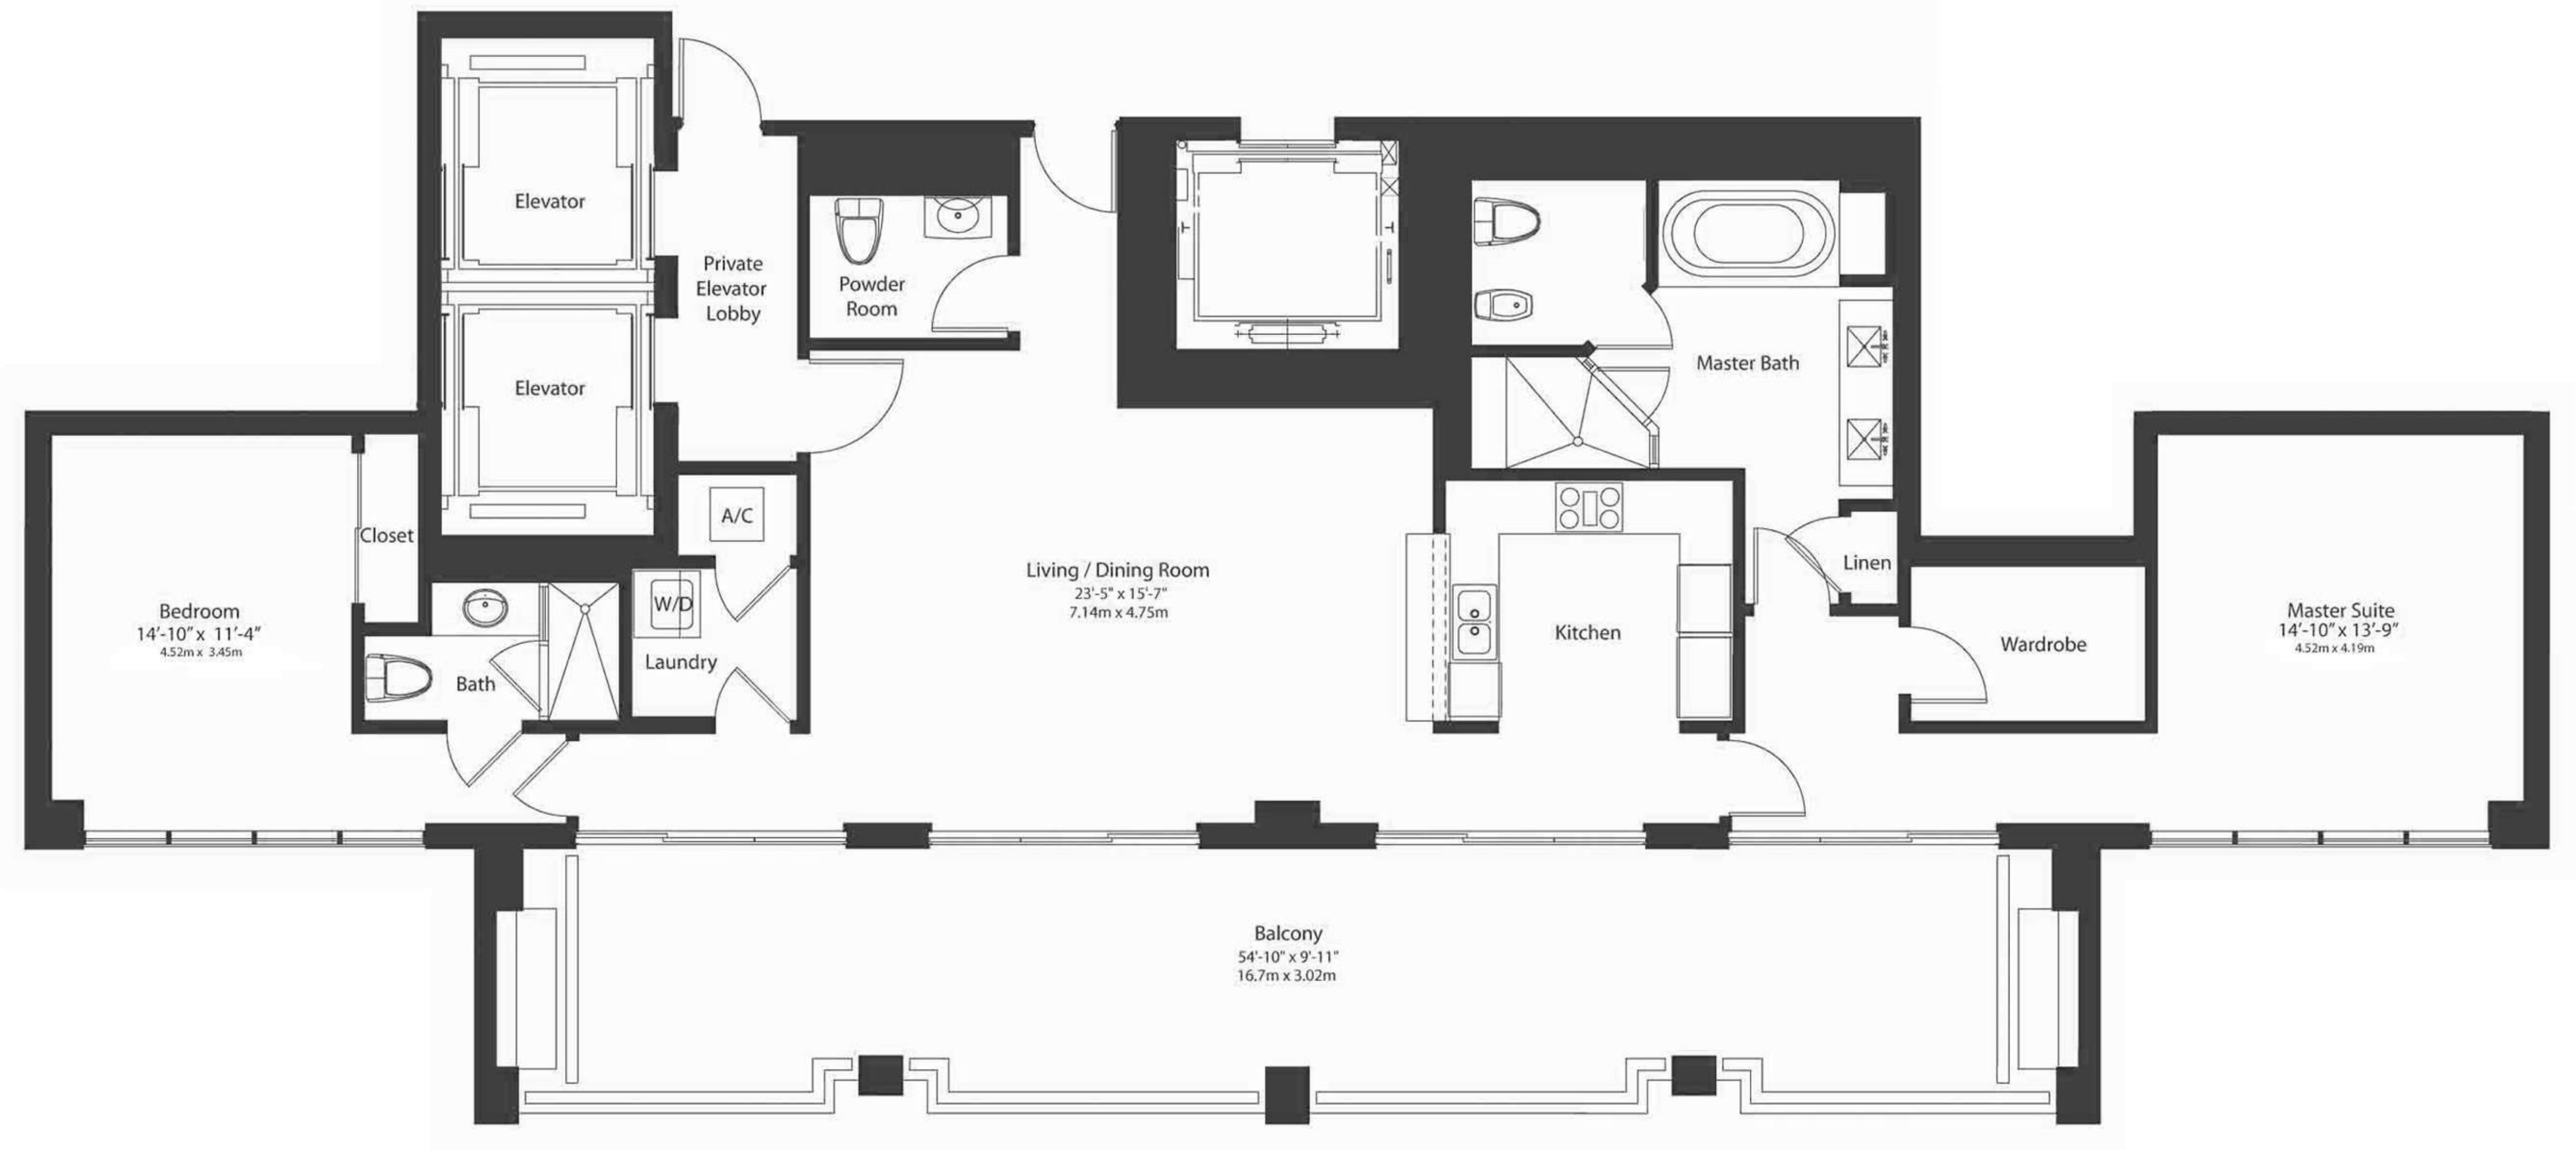 Elevator
Private
Elevator
Lobby
Powder
Room
Elevator
Master Bath
A/C
Closet
Linen
Living / Dining Room
23'-5" x 15'-7"
7.14m x 4.75m
W/D
Laundry
Bedroom
14'-10" x 11'-4"
4.52m x 3.45m
Bath
Kitchen
Wardrobe
Master Suite
14'-10" x 13'-9"
4.52m x 4.19m
Balcony
54'-10" x 9'-11"
16.7m x 3.02m